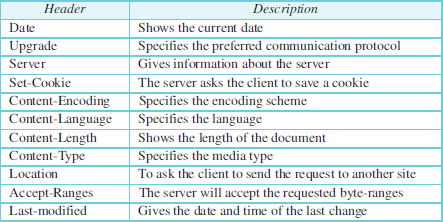 Header Description
Date Shows the current date
Upgrade Specifies the preferred communication protocol
Server Gives information about the server
Set-Cookie The server asks the client to save a cookie
Content-Encoding Specifies the encoding scheme
Content-Language Specifies the language
Content-Length Shows the length of the document
Content-Type Specifies the media type
Location To ask the client to send the request to another site
Accept-Ranges The server will accept the requested byte-ranges
Last-modified Gives the date and time of the last change